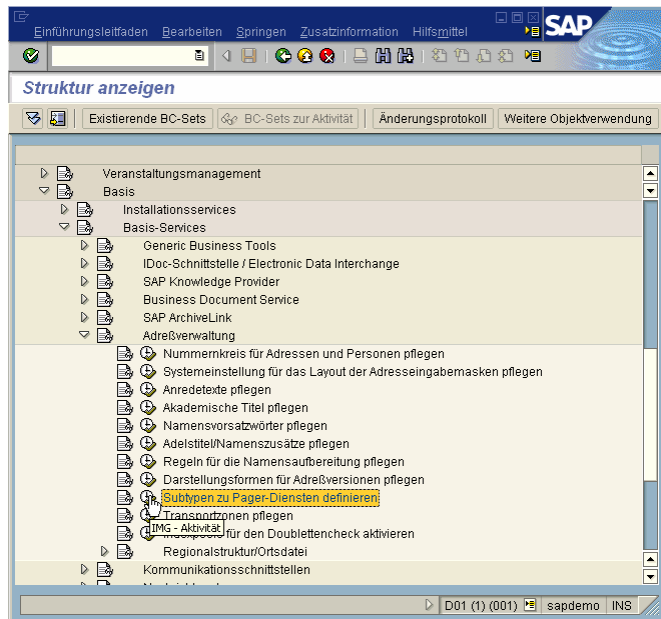 Einführungsleitfaden Bearbeiten Springen Zusatzinformation Hilfsmittel
SAP
Struktur anzeigen
Existierende BC-Sets BC-Sets zur Aktivität Änderungsprotokoll Weitere Objektverwendung
Veranstaltungsmanagement
Basis
Installationsservices
Basis-Services
Generic Business Tools
IDoc-Schnittstelle / Electronic Data Interchange
SAP Knowledge Provider
Business Document Service
SAP ArchiveLink
Adreßverwaltung
Nummernkreis für Adressen und Personen pflegen
Systemeinstellung für das Layout der Adresseingabemasken pflegen
Anredetexte pflegen
Akademische Titel pflegen
Namensvorsatzwörter pflegen
Adelstitel/Namenszusätze pflegen
Regeln für die Namensaufbereitung pflegen
Darstellungsformen für Adreßversionen pflegen
Subtypen zu Pager-Diensten definieren
Transportzonen pflegen
IMG - Aktivität
für den Doublettencheck aktivieren
Regionalstruktur/Ortsdatei
Kommunikationsschnittstellen
D01 (1) (001) sapdemo INS